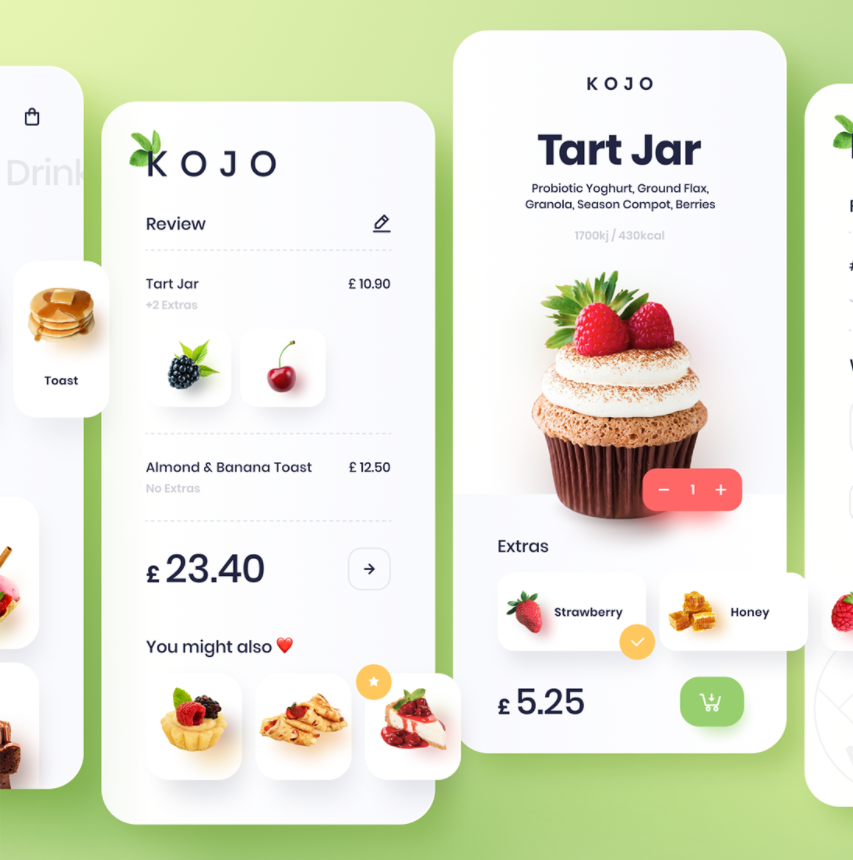 Drink
Toast
KOJO
Review
Tart Jar
£ 10.90
+2 Extras
Almond & Banana Toast
£ 12.50
No Extras
£ 23.40
You might also ❤️
KOJO
Tart Jar
Probiotic Yoghurt, Ground Flax,
Granola, Season Compot, Berries
1700kj / 430kcal
− 1 +
Extras
Strawberry
Honey
£ 5.25